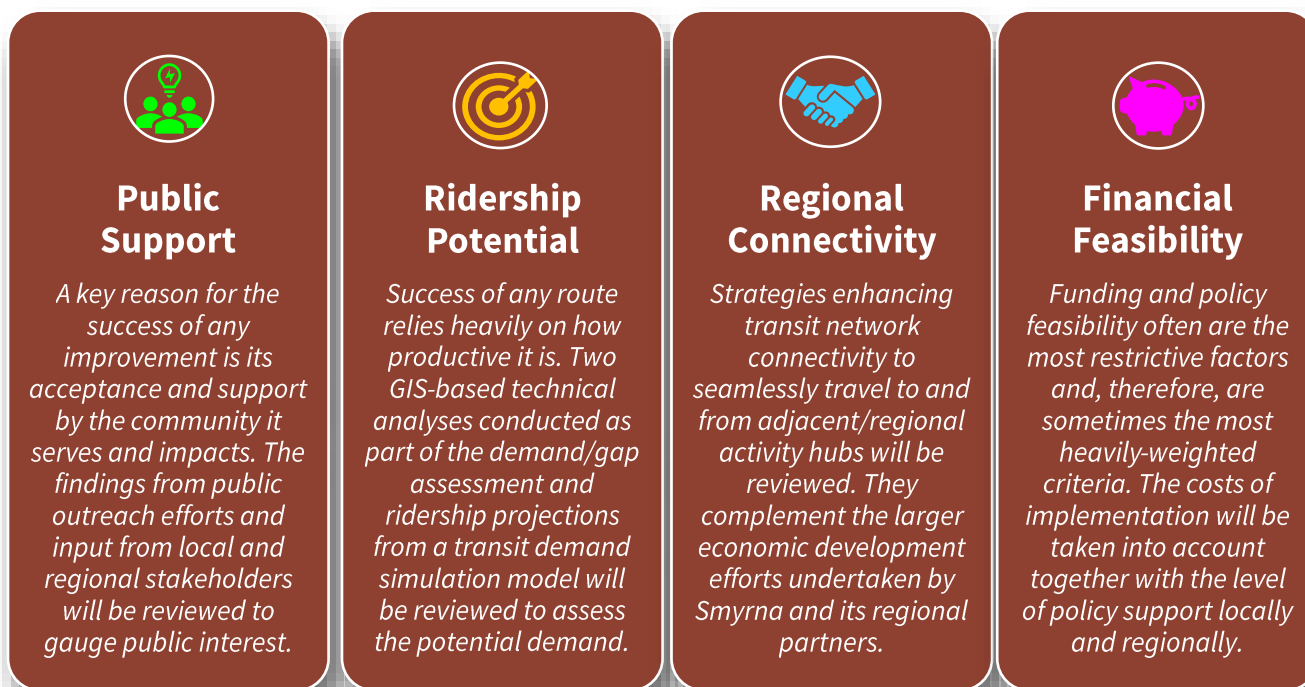 Public
Support
A key reason for the
success of any
improvement is its
acceptance and support
by the community it
serves and impacts. The
findings from public
outreach efforts and
input from local and
regional stakeholders
will be reviewed to
gauge public interest.
Ridership
Potential
Success of any route
relies heavily on how
productive it is. Two
GIS-based technical
analyses conducted as
part of the demand/gap
assessment and
ridership projections
from a transit demand
simulation model will
be reviewed to assess
the potential demand.
Regional
Connectivity
Strategies enhancing
transit network
connectivity to
seamlessly travel to and
from adjacent/regional
activity hubs will be
reviewed. They
complement the larger
economic development
efforts undertaken by
Smyrna and its regional
partners.
Financial
Feasibility
Funding and policy
feasibility often are the
most restrictive factors
and, therefore, are
sometimes the most
heavily-weighted
criteria. The costs of
implementation will be
taken into account
together with the level
of policy support locally
and regionally.